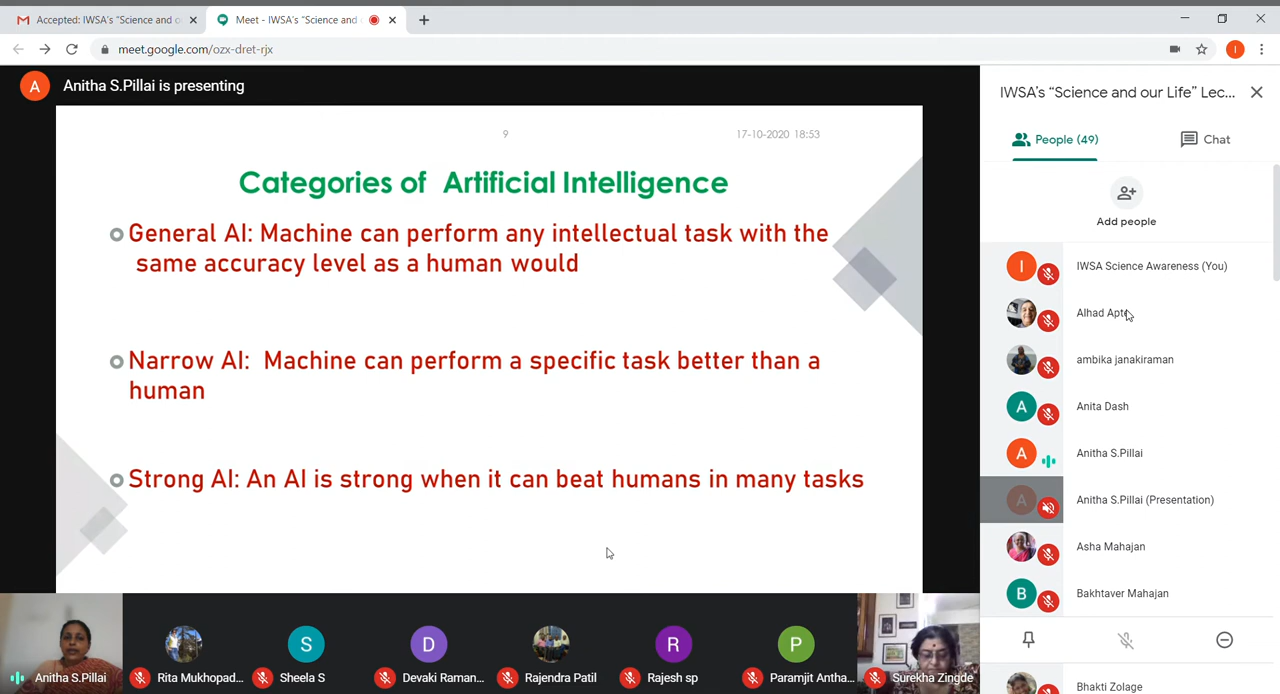 Accepted: IWSA's "Science and o
Meet - IWSA's "Science and
meet.google.com/ozx-dret-rjx
I
A
Anitha S.Pillai is presenting
9
17-10-2020 18:53
Categories of Artificial Intelligence
General AI: Machine can perform any intellectual task with the
same accuracy level as a human would
Narrow AI: Machine can perform a specific task better than a
human
Strong AI: An AI is strong when it can beat humans in many tasks
S
D
R
P
Anitha S.Pillai
Rita Mukhopad...
Sheela S
Devaki Raman...
Rajendra Patil
Rajesh sp
Paramjit Antha...
Surekha Zingde
IWSA's "Science and our Life" Lec...
People (49)
Chat
Add people
I
IWSA Science Awareness (You)
Alhad Apte
ambika janakiraman
A
Anita Dash
A
Anitha S.Pillai
A
Anitha S.Pillai (Presentation)
Asha Mahajan
B
Bakhtaver Mahajan
Bhakti Zolage